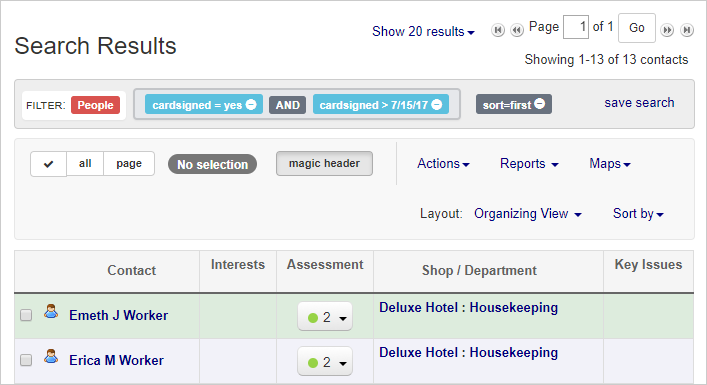 Search Results
Show 20 results
Page 1 of 1 Go
Showing 1-13 of 13 contacts
FILTER: People cardsigned = yes AND cardsigned > 7/15/17 sort=first save search
all page No selection magic header Actions Reports Maps
Layout: Organizing View Sort by
Contact Interests Assessment Shop / Department Key Issues
Emeth J Worker 2 Deluxe Hotel : Housekeeping
Erica M Worker 2 Deluxe Hotel : Housekeeping